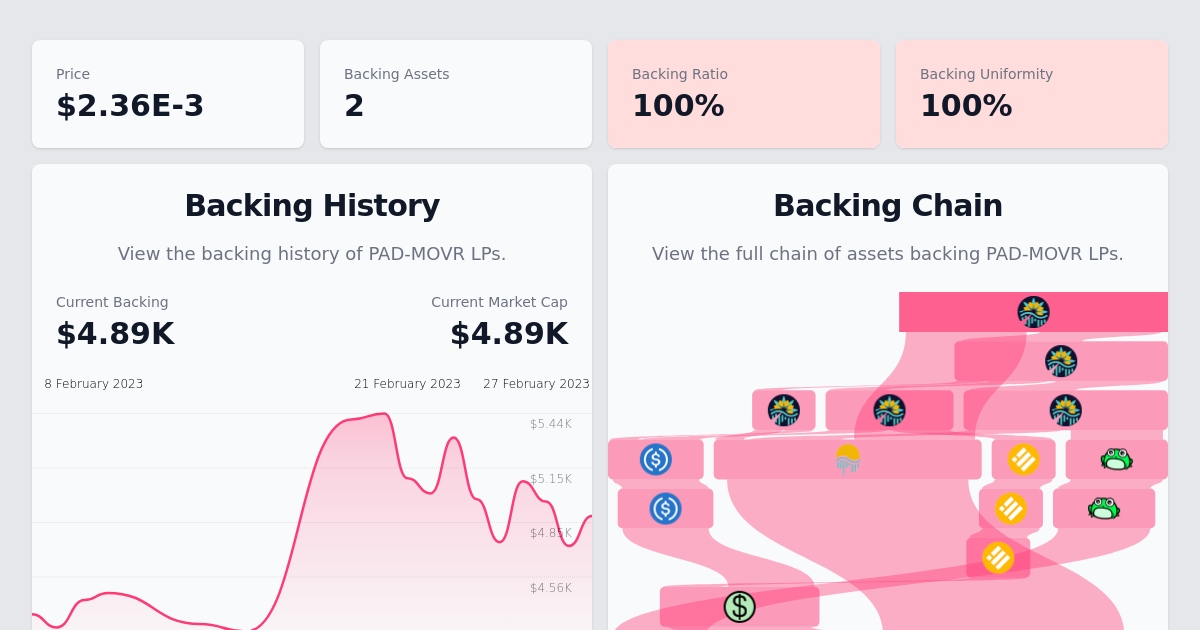 Price
$2.36E-3
Backing Assets
2
Backing Ratio
100%
Backing Uniformity
100%
Backing History
View the backing history of PAD-MOVR LPs.
Current Backing
$4.89K
Current Market Cap
$4.89K
8 February 2023
21 February 2023
27 February 2023
$5.44K
$5.15K
$4.85K
$4.56K
Backing Chain
View the full chain of assets backing PAD-MOVR LPs.
$
$
$